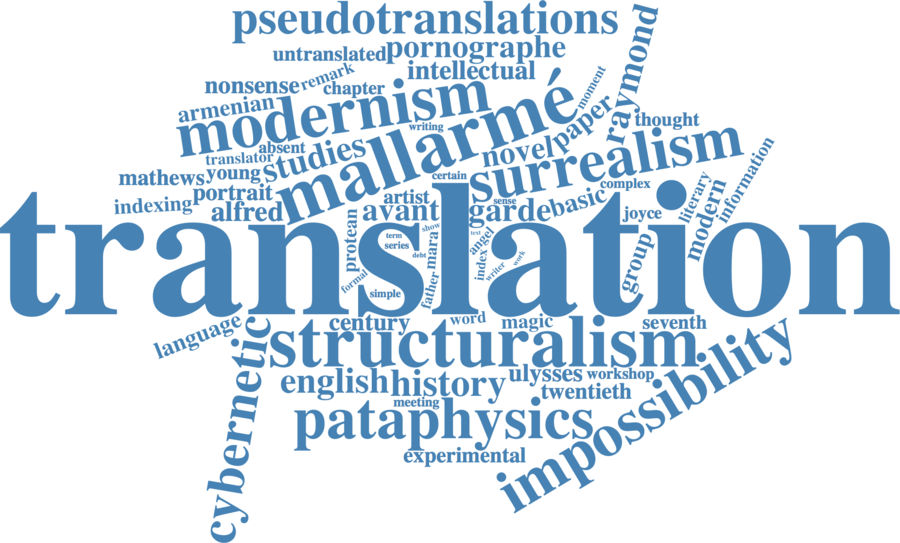 pseudotranslations
untranslated pornographe
nonsense remark intellectual
armenian chapter
raymond
modernism mallarmé moment
writing paper thought
absent
translator studies novel surrealism
mathews young certain complex information
indexing portrait artist sense basic literary
alfred avant garde joyce modern
translation
protean term series show debt mara text angel index writer work group
formal simple father
language century word magic seventh
cybernetic structuralism impossibility
english history ulysses workshop
meeting twentieth
pataphysics
experimental